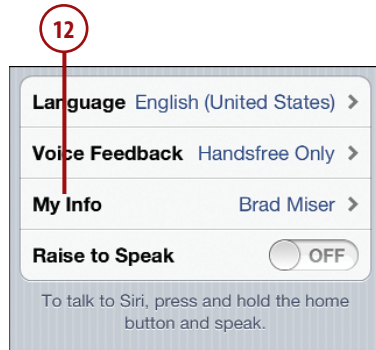 12
Language English (United States)
Voice Feedback Handsfree Only
My Info Brad Miser
Raise to Speak OFF
To talk to Siri, press and hold the home
button and speak.